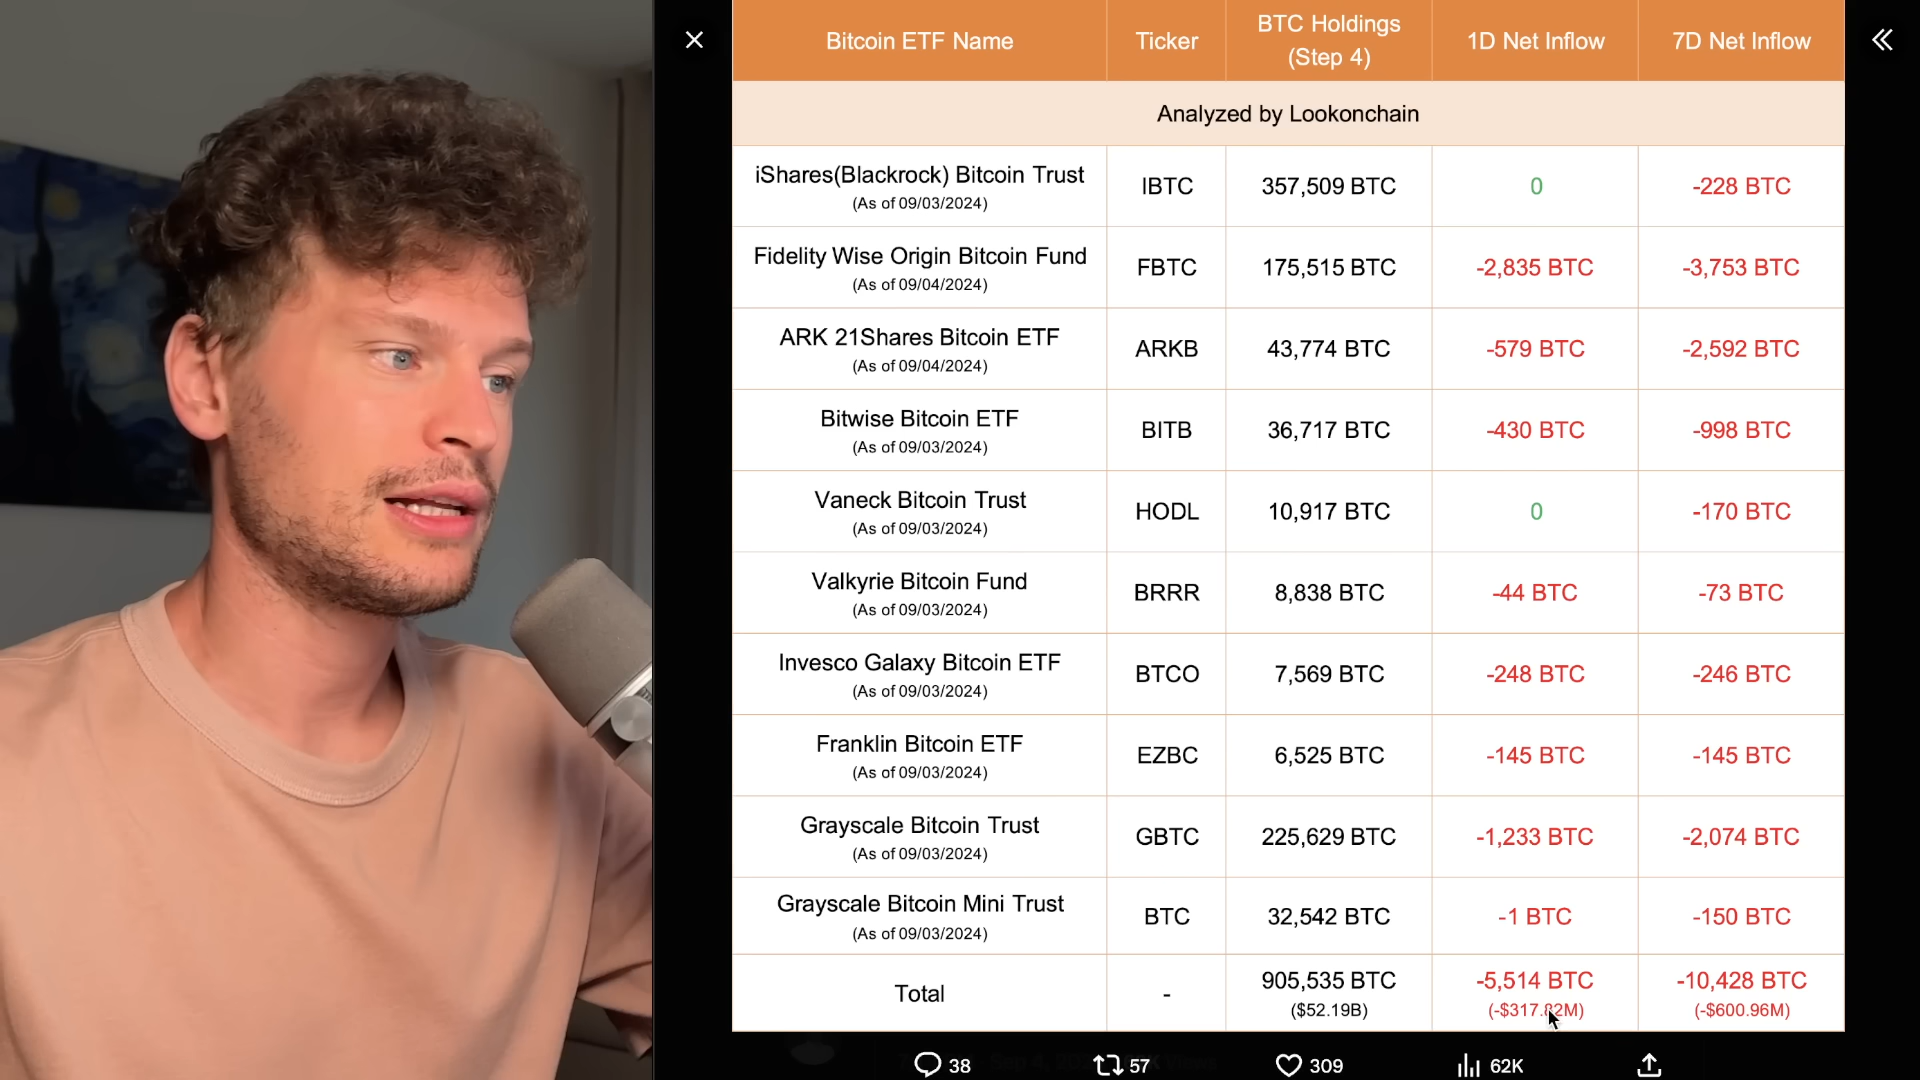 Bitcoin ETF Name Ticker BTC Holdings (Step 4) 1D Net Inflow 7D Net Inflow
Analyzed by Lookonchain
iShares(Blackrock) Bitcoin Trust
(As of 09/03/2024)
IBTC 357,509 BTC 0 -228 BTC
Fidelity Wise Origin Bitcoin Fund
(As of 09/04/2024)
FBTC 175,515 BTC -2,835 BTC -3,753 BTC
ARK 21Shares Bitcoin ETF
(As of 09/04/2024)
ARKB 43,774 BTC -579 BTC -2,592 BTC
Bitwise Bitcoin ETF
(As of 09/03/2024)
BITB 36,717 BTC -430 BTC -998 BTC
Vaneck Bitcoin Trust
(As of 09/03/2024)
HODL 10,917 BTC 0 -170 BTC
Valkyrie Bitcoin Fund
(As of 09/03/2024)
BRRR 8,838 BTC -44 BTC -73 BTC
Invesco Galaxy Bitcoin ETF
(As of 09/03/2024)
BTCO 7,569 BTC -248 BTC -246 BTC
Franklin Bitcoin ETF
(As of 09/03/2024)
EZBC 6,525 BTC -145 BTC -145 BTC
Grayscale Bitcoin Trust
(As of 09/03/2024)
GBTC 225,629 BTC -1,233 BTC -2,074 BTC
Grayscale Bitcoin Mini Trust
(As of 09/03/2024)
BTC 32,542 BTC -1 BTC -150 BTC
Total - 905,535 BTC -5,514 BTC -10,428 BTC
($52.19B) (-$317.82M) (-$600.96M)
38 57 309 62K